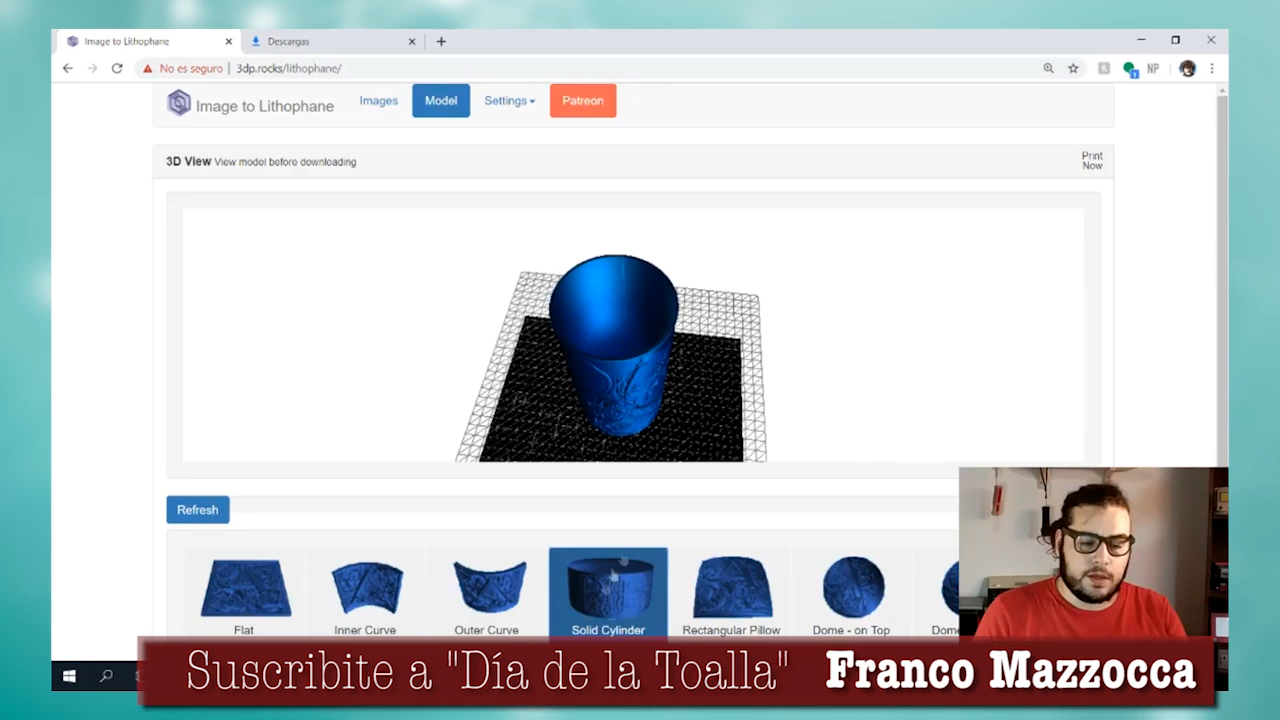 Image to Lithophane
Descargas
No es seguro | 3dp.rocks/lithophane/
NP
Image to Lithophane
Images
Model
Settings
Patreon
3D View View model before downloading
Print
Now
Refresh
Flat
Inner Curve
Outer Curve
Solid Cylinder
Rectangular Pillow
Dome - on Top
Dome
Suscribite a "Día de la Toalla" Franco Mazzocca